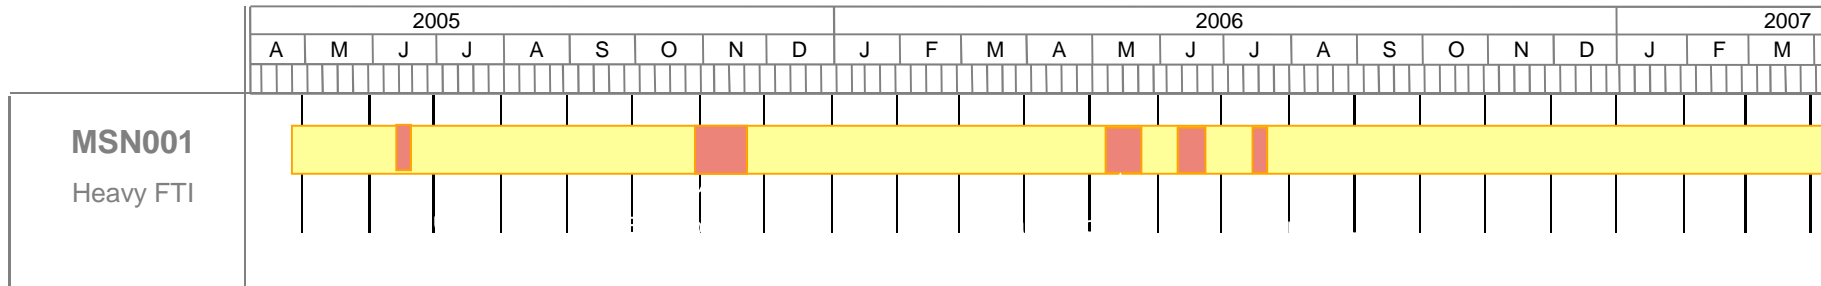 2005 2006 2007
A M J J A S O N D J F M A M J J A S O N D J F M
MSN001
Heavy FTI